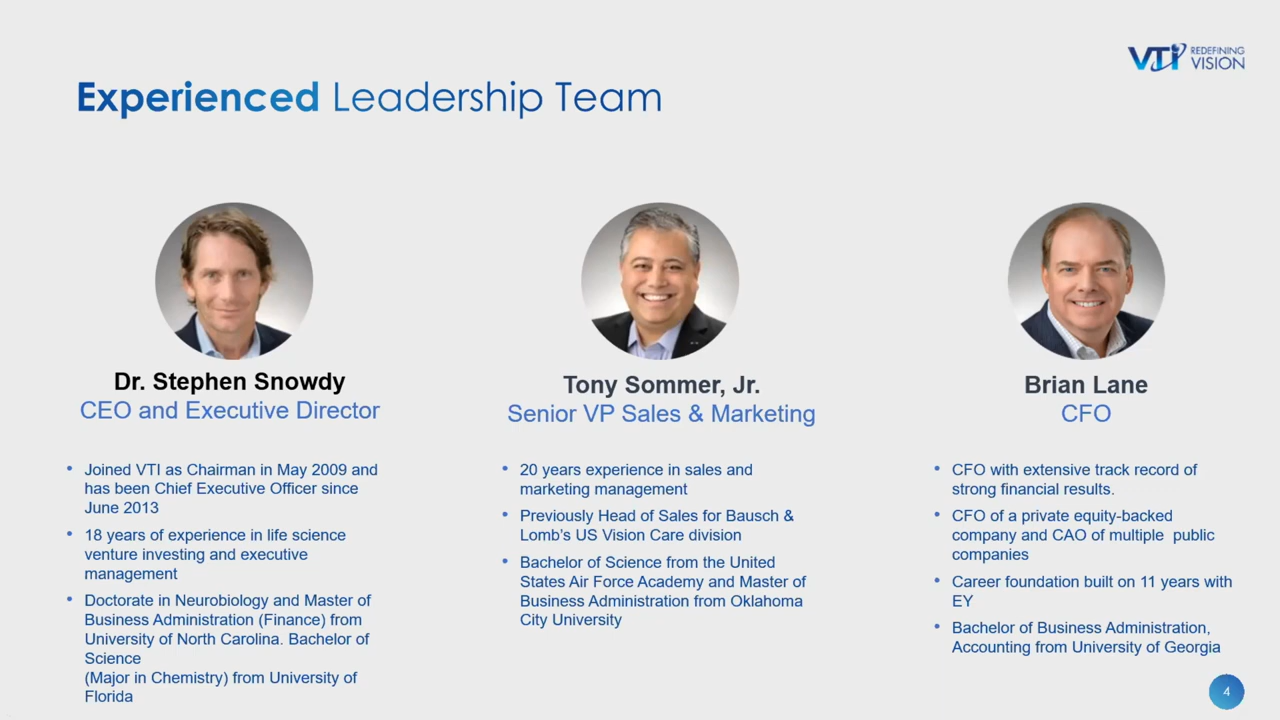 VTI REDEFINING
VISION
Experienced Leadership Team
Dr. Stephen Snowdy
CEO and Executive Director
• Joined VTI as Chairman in May 2009 and
has been Chief Executive Officer since
June 2013
• 18 years of experience in life science
venture investing and executive
management
• Doctorate in Neurobiology and Master of
Business Administration (Finance) from
University of North Carolina. Bachelor of
Science
(Major in Chemistry) from University of
Florida
Tony Sommer, Jr.
Senior VP Sales & Marketing
• 20 years experience in sales and
marketing management
• Previously Head of Sales for Bausch &
Lomb's US Vision Care division
• Bachelor of Science from the United
States Air Force Academy and Master of
Business Administration from Oklahoma
City University
Brian Lane
CFO
• CFO with extensive track record of
strong financial results.
• CFO of a private equity-backed
company and CAO of multiple public
companies
• Career foundation built on 11 years with
EY
• Bachelor of Business Administration,
Accounting from University of Georgia
4